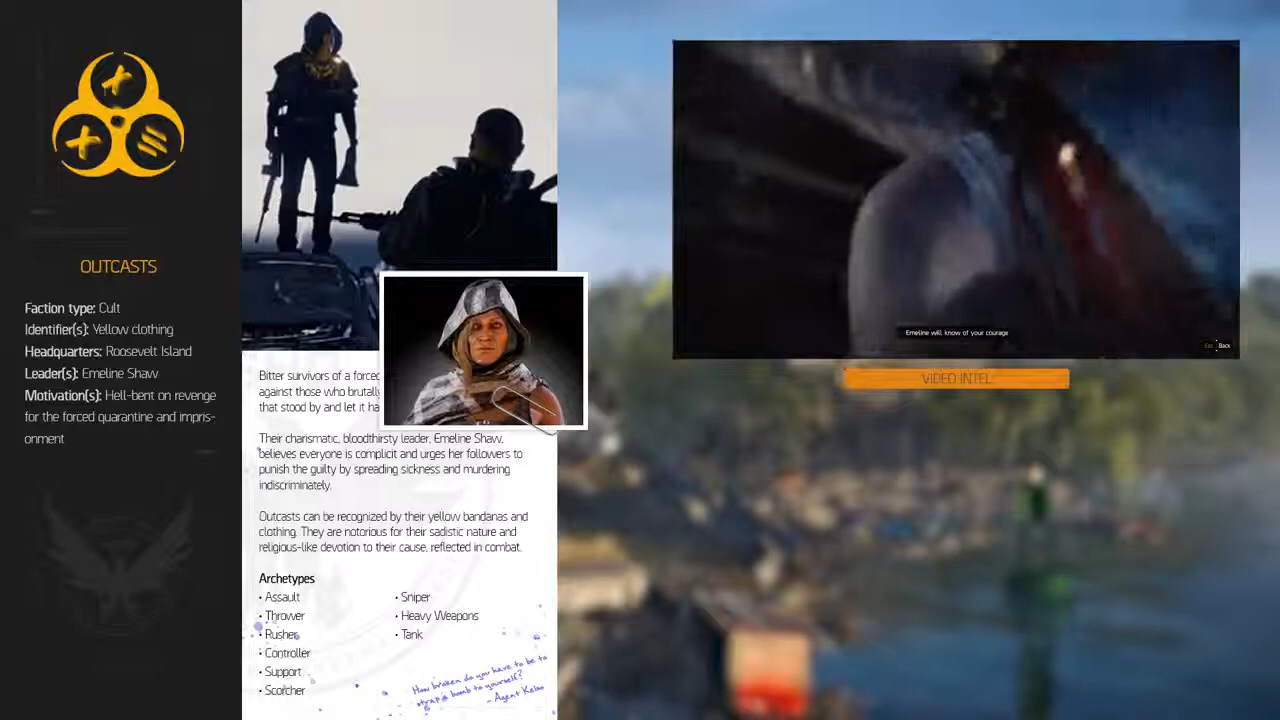 OUTCASTS
Faction type: Cult
Identifier(s): Yellow clothing
Headquarters: Roosevelt Island
Leader(s): Emeline Shaw
Motivation(s): Hell-bent on revenge
for the forced quarantine and impris-
onment
Bitter survivors of a forced
against those who brutally
that stood by and let it ha
Their charismatic, bloodthirsty leader, Emeline Shaw,
believes everyone is complicit and urges her followers to
punish the guilty by spreading sickness and murdering
indiscriminately.
Outcasts can be recognized by their yellow bandanas and
clothing. They are notorious for their sadistic nature and
religious-like devotion to their cause, reflected in combat.
Archetypes
• Assault
• Thrower
• Rusher
• Controller
• Support
• Scorcher
• Sniper
• Heavy Weapons
• Tank
How broken do you have to be to
strap a bomb to yourself?
- Agent Kelso
Emeline will know of your courage
Esc Back
VIDEO INTEL: